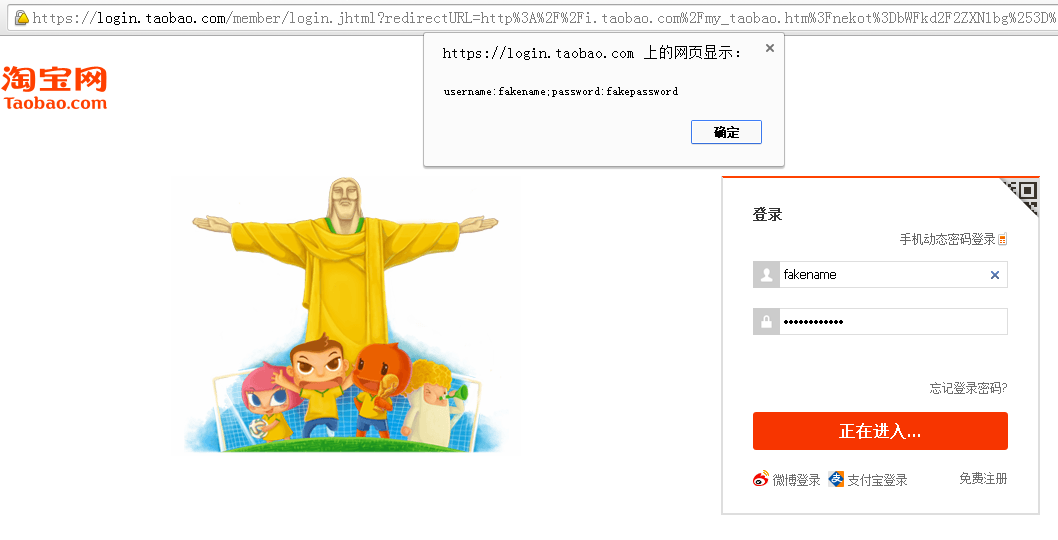 https://login.taobao.com/member/login.jhtml?redirectURL=http%3A%2F%2Fi.taobao.com%2Fmy_taobao.htm%3Fnekot%3DbWFkd2F2ZXN1bg%253D%
https://login.taobao.com 上的网页显示：
username:fakename;password:fakepassword
确定
淘宝网
Taobao.com
登录
手机动态密码登录
fakename
••••••••••••
忘记登录密码?
正在进入...
微博登录
支付宝登录
免费注册